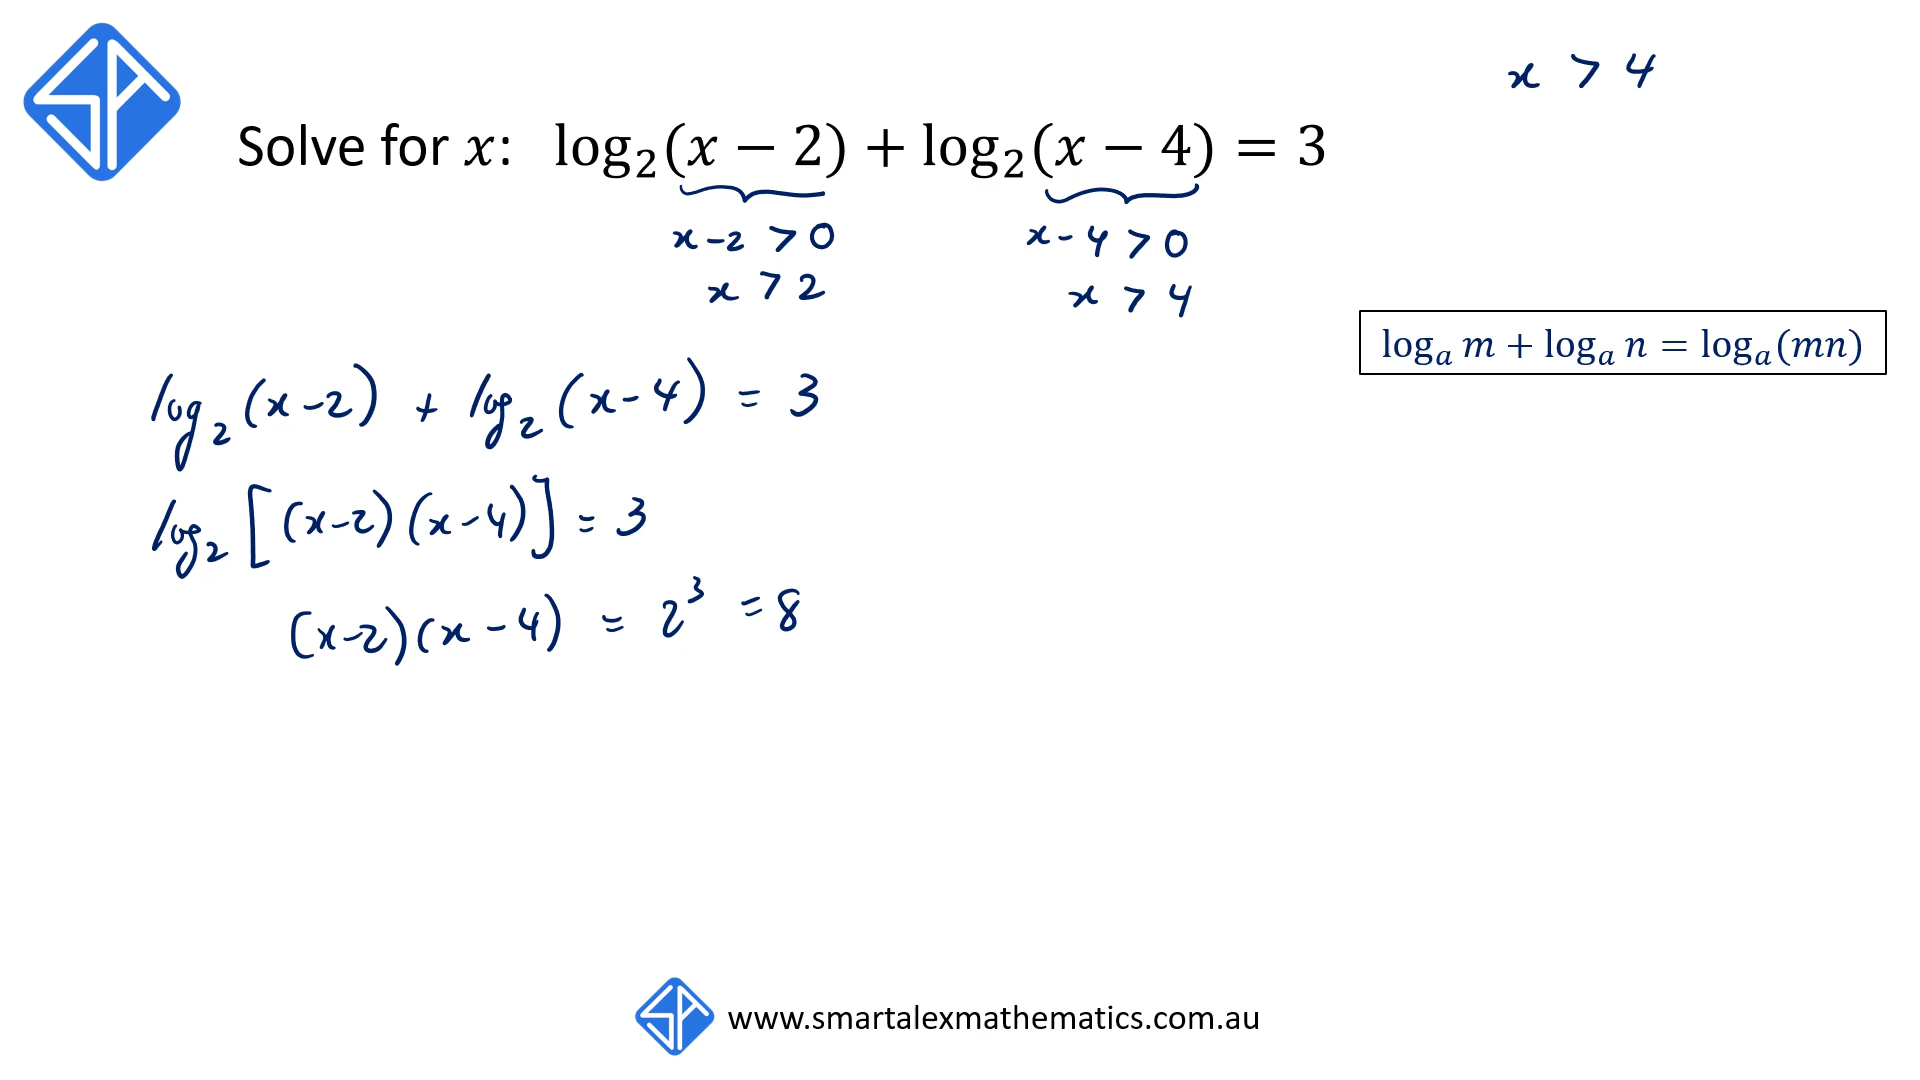 x > 4
Solve for x: log₂(x − 2) + log₂(x − 4) = 3
x-2 > 0 x-4 > 0
x > 2 x > 4
logₐ m + logₐ n = logₐ(mn)
log₂(x-2) + log₂(x-4) = 3
log₂[(x-2)(x-4)] = 3
(x-2)(x-4) = 2³ = 8
www.smartalexmathematics.com.au